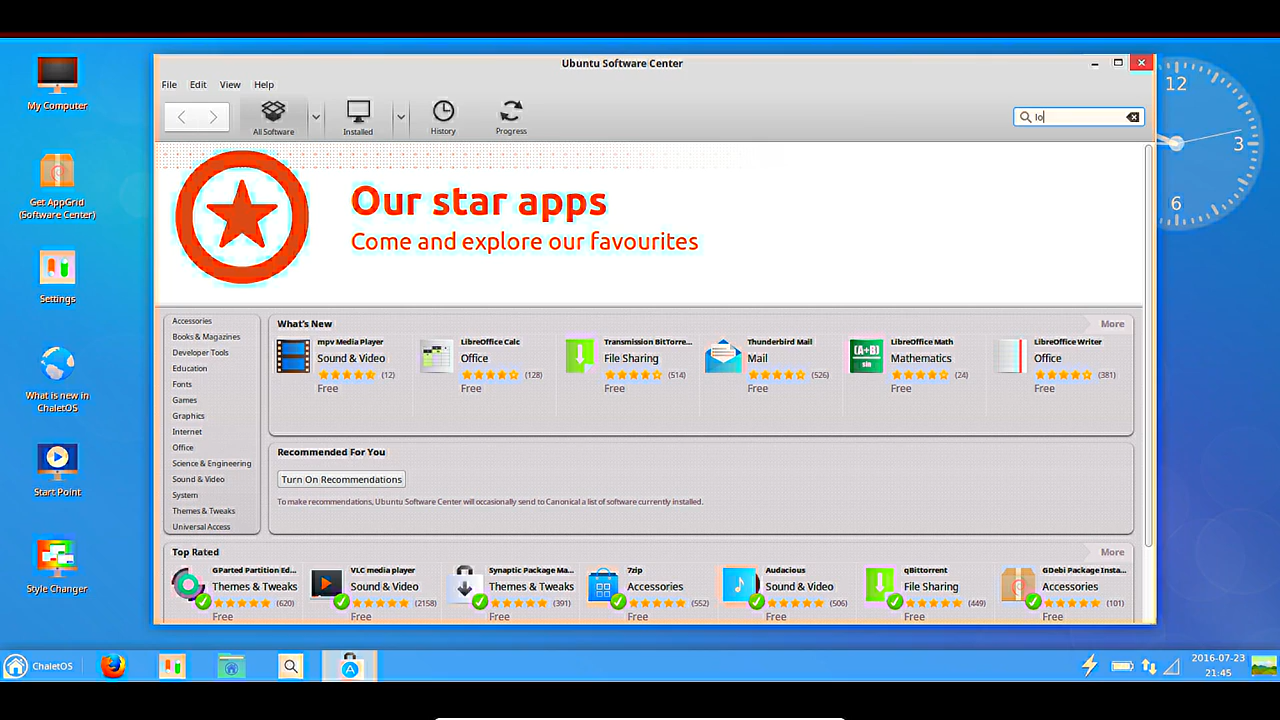 My Computer
Get AppGrid
(Software Center)
Settings
What is new in
ChaletOS
Start Point
Style Changer
Ubuntu Software Center
File Edit View Help
All Software
Installed
History
Progress
lo
12
3
6
Our star apps
Come and explore our favourites
Accessories
Books & Magazines
Developer Tools
Education
Fonts
Games
Graphics
Internet
Office
Science & Engineering
Sound & Video
System
Themes & Tweaks
Universal Access
What's New
More
mpv Media Player
Sound & Video
(12)
Free
LibreOffice Calc
Office
(128)
Free
Transmission BitTorre...
File Sharing
(514)
Free
Thunderbird Mail
Mail
(526)
Free
(A+B)
sin
LibreOffice Math
Mathematics
(24)
Free
LibreOffice Writer
Office
(381)
Free
Recommended For You
Turn On Recommendations
To make recommendations, Ubuntu Software Center will occasionally send to Canonical a list of software currently installed.
Top Rated
More
GParted Partition Ed...
Themes & Tweaks
(620)
Free
VLC media player
Sound & Video
(2158)
Free
Synaptic Package Ma...
Themes & Tweaks
(391)
Free
7zip
Accessories
(552)
Free
Audacious
Sound & Video
(506)
Free
qBittorrent
File Sharing
(449)
Free
GDebi Package Insta...
Accessories
(101)
Free
ChaletOS
A
2016-07-23
21:45